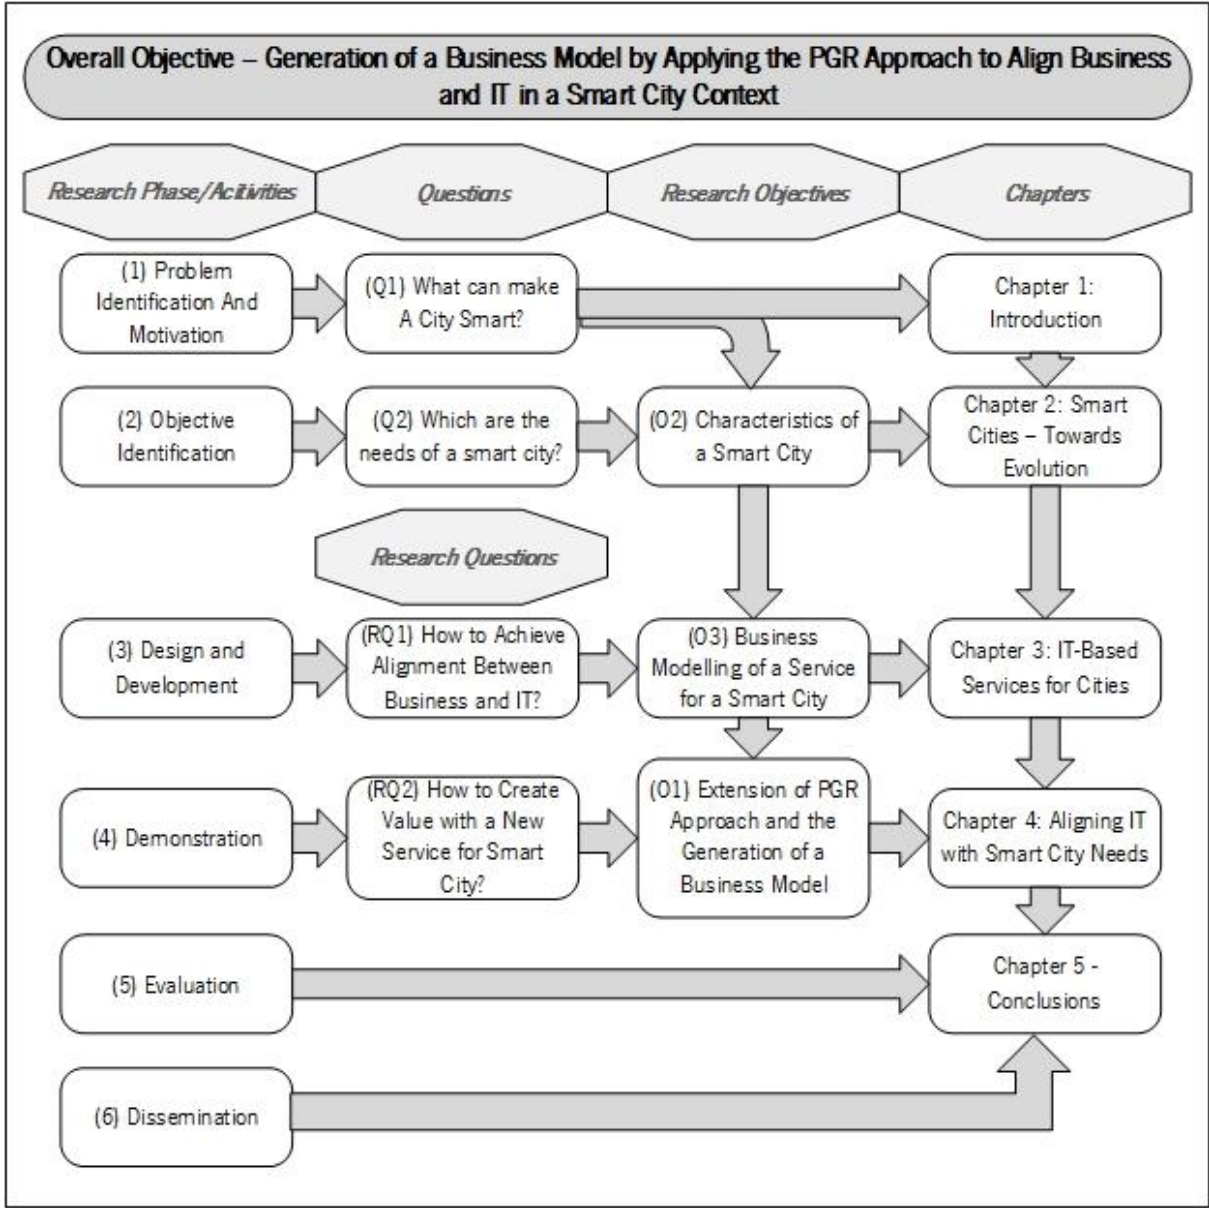 Overall Objective – Generation of a Business Model by Applying the PGR Approach to Align Business
and IT in a Smart City Context
Research Phase/Acitivities
Questions
Research Objectives
Chapters
(1) Problem
Identification And
Motivation
(Q1) What can make
A City Smart?
Chapter 1:
Introduction
(2) Objective
Identification
(Q2) Which are the
needs of a smart city?
(O2) Characteristics of
a Smart City
Chapter 2: Smart
Cities – Towards
Evolution
Research Questions
(3) Design and
Development
(RQ1) How to Achieve
Alignment Between
Business and IT?
(O3) Business
Modelling of a Service
for a Smart City
Chapter 3: IT-Based
Services for Cities
(4) Demonstration
(RQ2) How to Create
Value with a New
Service for Smart
City?
(O1) Extension of PGR
Approach and the
Generation of a
Business Model
Chapter 4: Aligning IT
with Smart City Needs
(5) Evaluation
Chapter 5 -
Conclusions
(6) Dissemination